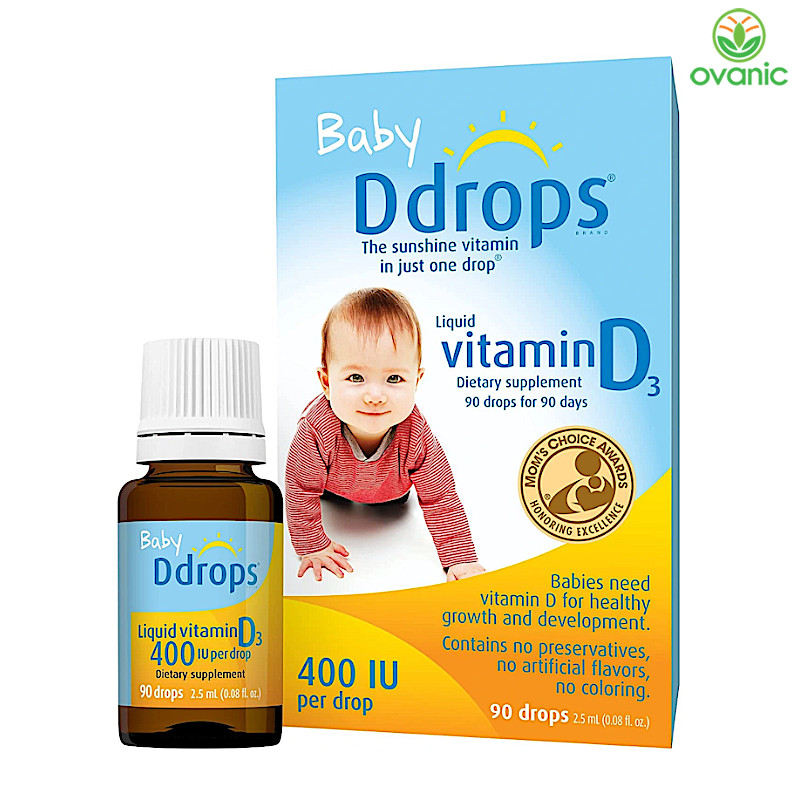 ovanic
Baby
Ddrops®
BRAND
The sunshine vitamin
in just one drop®
Liquid
vitamin D3
Dietary supplement
90 drops for 90 days
MOM'S CHOICE AWARDS
®
HONORING EXCELLENCE
Babies need
vitamin D for healthy
growth and development.
Contains no preservatives,
no artificial flavors,
no coloring.
400 IU
per drop
90 drops 2.5 mL (0.08 fl. oz.)
Baby
Ddrops
Liquid vitamin D3
400 IU per drop
Dietary supplement
90 drops 2.5 mL (0.08 fl. oz.)